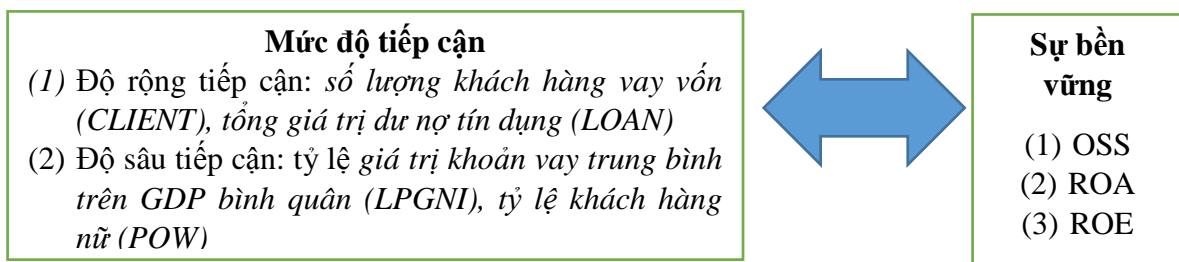 Mức độ tiếp cận
(1) Độ rộng tiếp cận: số lượng khách hàng vay vốn
(CLIENT), tổng giá trị dư nợ tín dụng (LOAN)
(2) Độ sâu tiếp cận: tỷ lệ giá trị khoản vay trung bình
trên GDP bình quân (LPGNI), tỷ lệ khách hàng
nữ (POW)
Sự bền
vững
(1) OSS
(2) ROA
(3) ROE